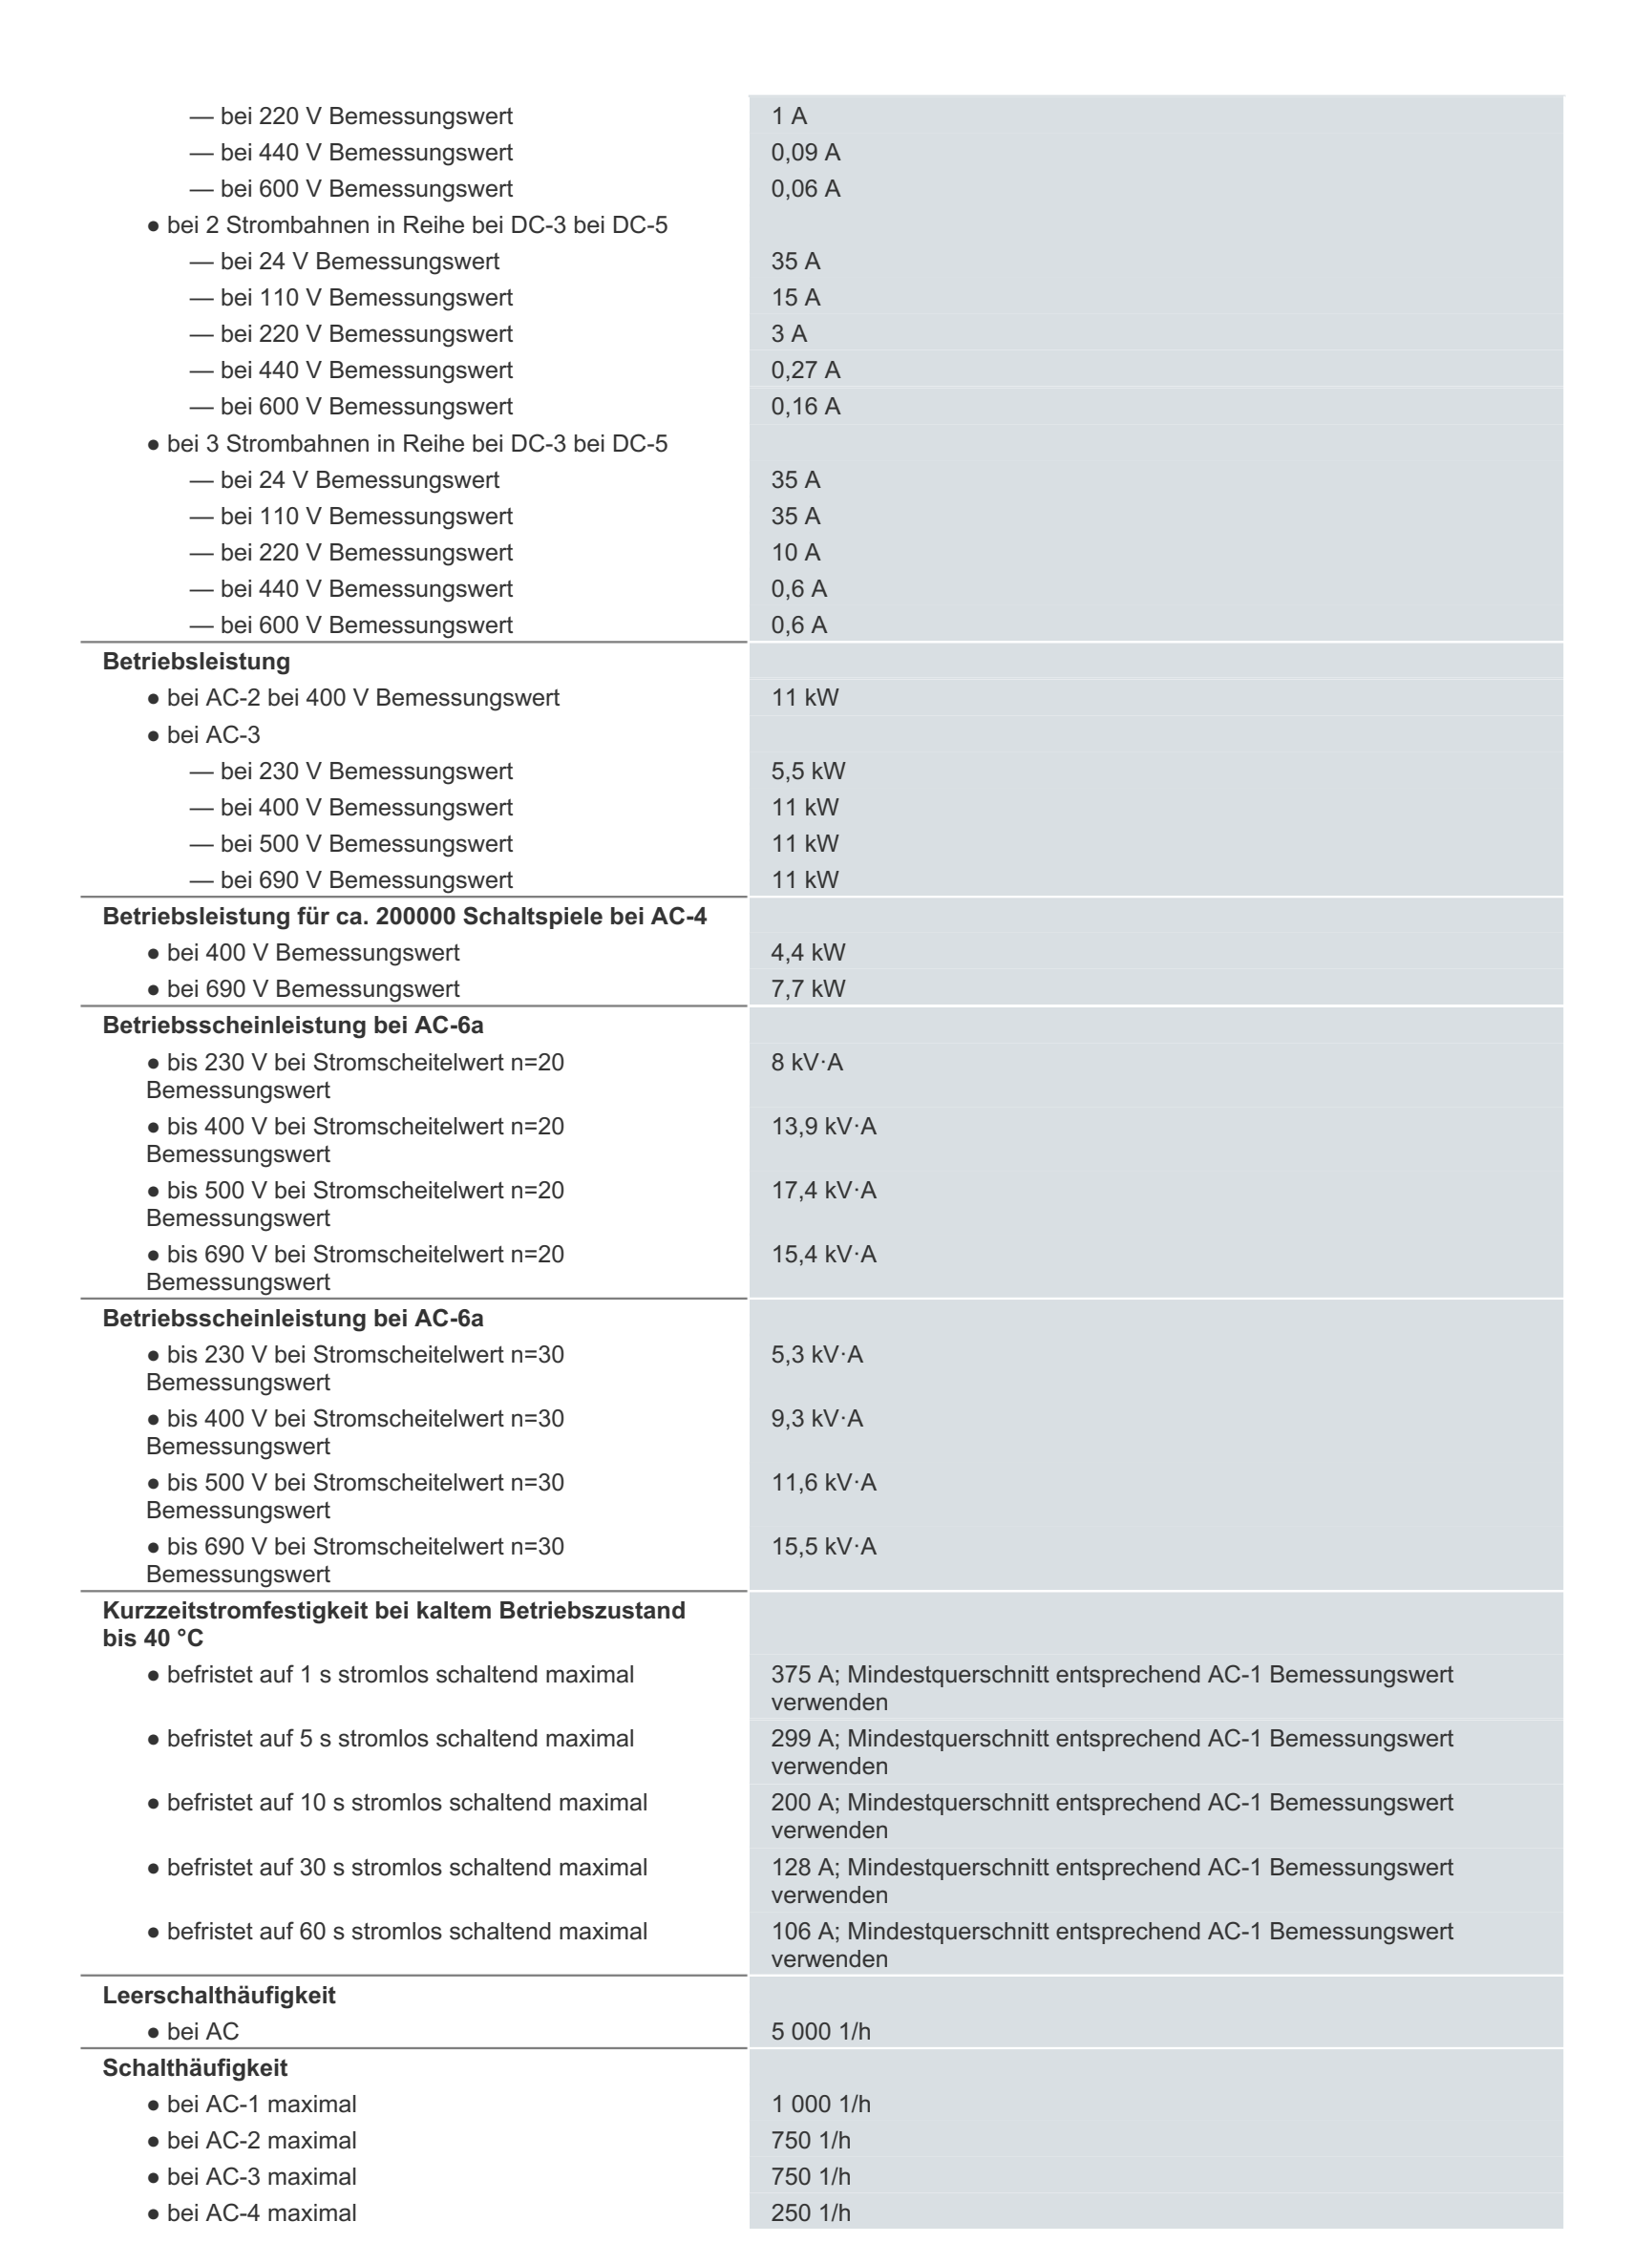 — bei 220 V Bemessungswert 1 A
— bei 440 V Bemessungswert 0,09 A
— bei 600 V Bemessungswert 0,06 A
● bei 2 Strombahnen in Reihe bei DC-3 bei DC-5
— bei 24 V Bemessungswert 35 A
— bei 110 V Bemessungswert 15 A
— bei 220 V Bemessungswert 3 A
— bei 440 V Bemessungswert 0,27 A
— bei 600 V Bemessungswert 0,16 A
● bei 3 Strombahnen in Reihe bei DC-3 bei DC-5
— bei 24 V Bemessungswert 35 A
— bei 110 V Bemessungswert 35 A
— bei 220 V Bemessungswert 10 A
— bei 440 V Bemessungswert 0,6 A
— bei 600 V Bemessungswert 0,6 A
Betriebsleistung
● bei AC-2 bei 400 V Bemessungswert 11 kW
● bei AC-3
— bei 230 V Bemessungswert 5,5 kW
— bei 400 V Bemessungswert 11 kW
— bei 500 V Bemessungswert 11 kW
— bei 690 V Bemessungswert 11 kW
Betriebsleistung für ca. 200000 Schaltspiele bei AC-4
● bei 400 V Bemessungswert 4,4 kW
● bei 690 V Bemessungswert 7,7 kW
Betriebsscheinleistung bei AC-6a
● bis 230 V bei Stromscheitelwert n=20 8 kV·A
Bemessungswert
● bis 400 V bei Stromscheitelwert n=20 13,9 kV·A
Bemessungswert
● bis 500 V bei Stromscheitelwert n=20 17,4 kV·A
Bemessungswert
● bis 690 V bei Stromscheitelwert n=20 15,4 kV·A
Bemessungswert
Betriebsscheinleistung bei AC-6a
● bis 230 V bei Stromscheitelwert n=30 5,3 kV·A
Bemessungswert
● bis 400 V bei Stromscheitelwert n=30 9,3 kV·A
Bemessungswert
● bis 500 V bei Stromscheitelwert n=30 11,6 kV·A
Bemessungswert
● bis 690 V bei Stromscheitelwert n=30 15,5 kV·A
Bemessungswert
Kurzzeitstromfestigkeit bei kaltem Betriebszustand
bis 40 °C
● befristet auf 1 s stromlos schaltend maximal 375 A; Mindestquerschnitt entsprechend AC-1 Bemessungswert
verwenden
● befristet auf 5 s stromlos schaltend maximal 299 A; Mindestquerschnitt entsprechend AC-1 Bemessungswert
verwenden
● befristet auf 10 s stromlos schaltend maximal 200 A; Mindestquerschnitt entsprechend AC-1 Bemessungswert
verwenden
● befristet auf 30 s stromlos schaltend maximal 128 A; Mindestquerschnitt entsprechend AC-1 Bemessungswert
verwenden
● befristet auf 60 s stromlos schaltend maximal 106 A; Mindestquerschnitt entsprechend AC-1 Bemessungswert
verwenden
Leerschalthäufigkeit
● bei AC 5 000 1/h
Schalthäufigkeit
● bei AC-1 maximal 1 000 1/h
● bei AC-2 maximal 750 1/h
● bei AC-3 maximal 750 1/h
● bei AC-4 maximal 250 1/h